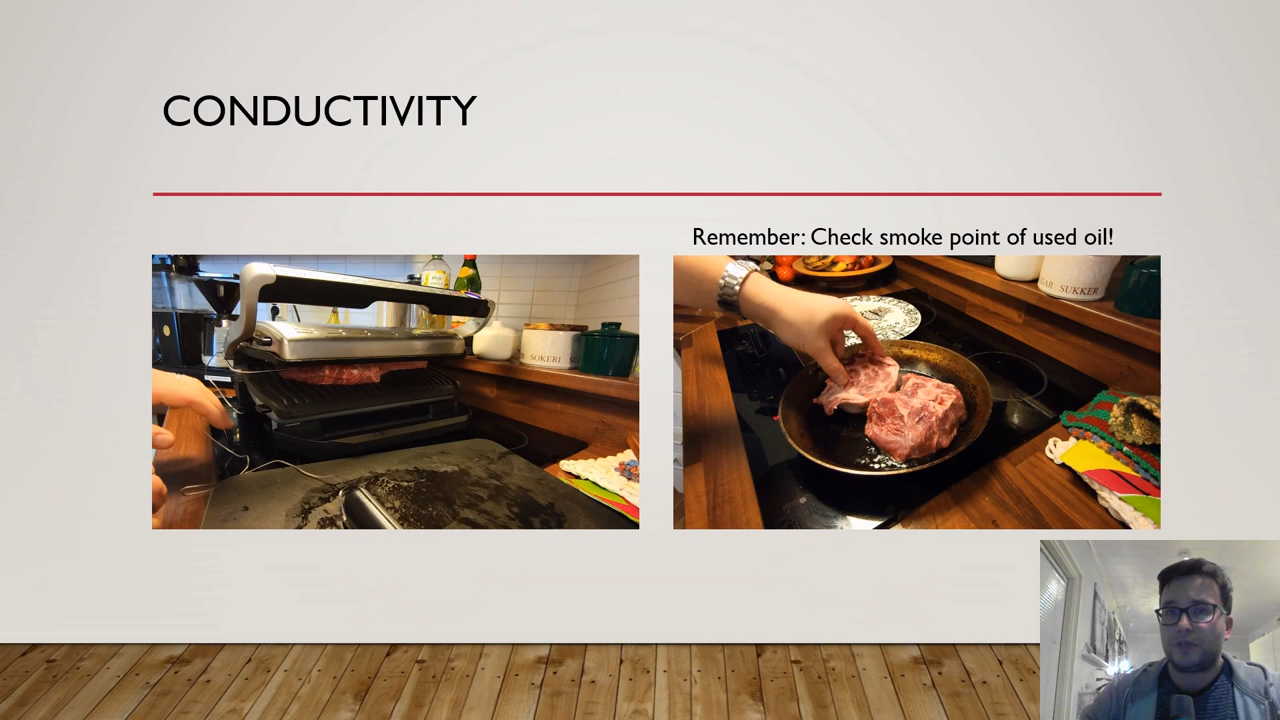 CONDUCTIVITY
Remember: Check smoke point of used oil!
SOKERI
SUKKER